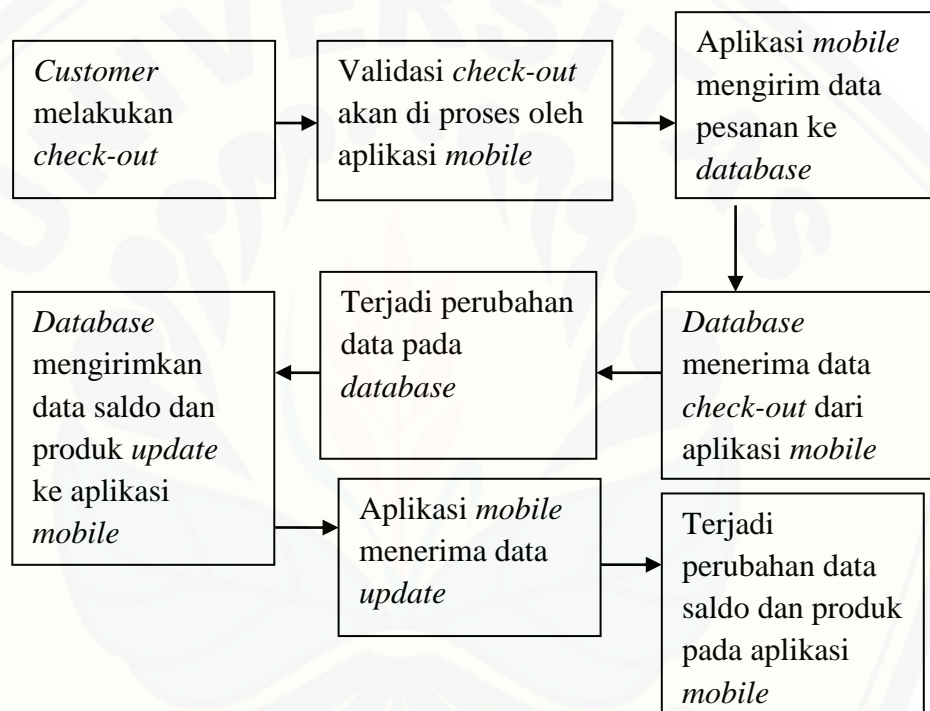 UNIVERSITAS
Customer
melakukan
check-out
Validasi check-out
akan di proses oleh
aplikasi mobile
Aplikasi mobile
mengirim data
pesanan ke
database
Database
menerima data
check-out dari
aplikasi mobile
Terjadi perubahan
data pada
database
Database
mengirimkan
data saldo dan
produk update
ke aplikasi
mobile
Aplikasi mobile
menerima data
update
Terjadi
perubahan data
saldo dan produk
pada aplikasi
mobile